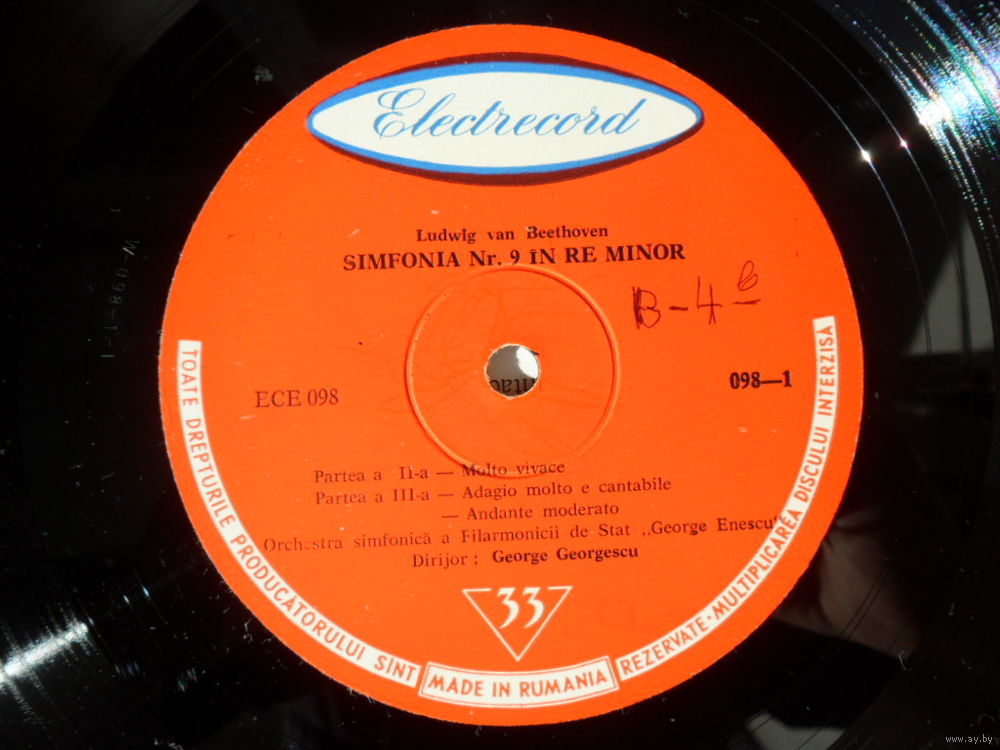 Electrecord
Ludwig van Beethoven
SIMFONIA Nr. 9 ÎN RE MINOR
B-4 b
ECE 098
098—1
Partea a II-a — Molto vivace
Partea a III-a — Adagio molto e cantabile
— Andante moderato
Orchestra simfonică a Filarmonicii de Stat ,,George Enescu"
Dirijor : George Georgescu
33
TOATE DREPTURILE PRODUCATORULUI SINT REZERVATE·MULTIPLICAREA DISCULUI INTERZISA
MADE IN RUMANIA
www.ay.by